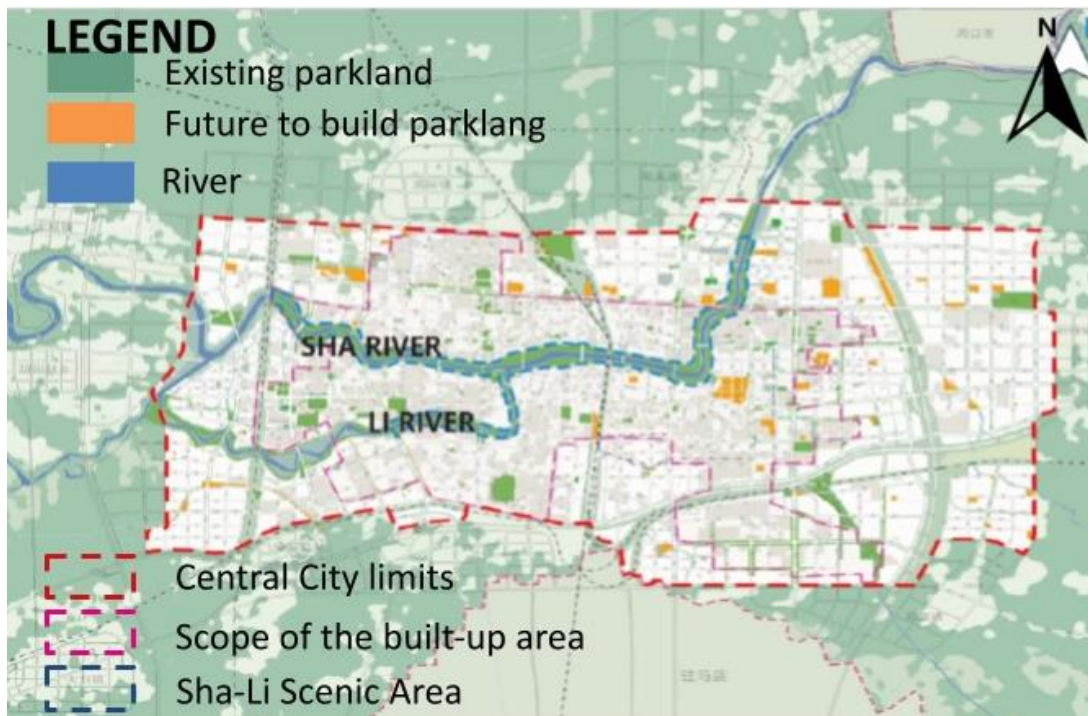 LEGEND
N
Existing parkland
Future to build parklang
River
SHA RIVER
LI RIVER
Central City limits
Scope of the built-up area
Sha-Li Scenic Area